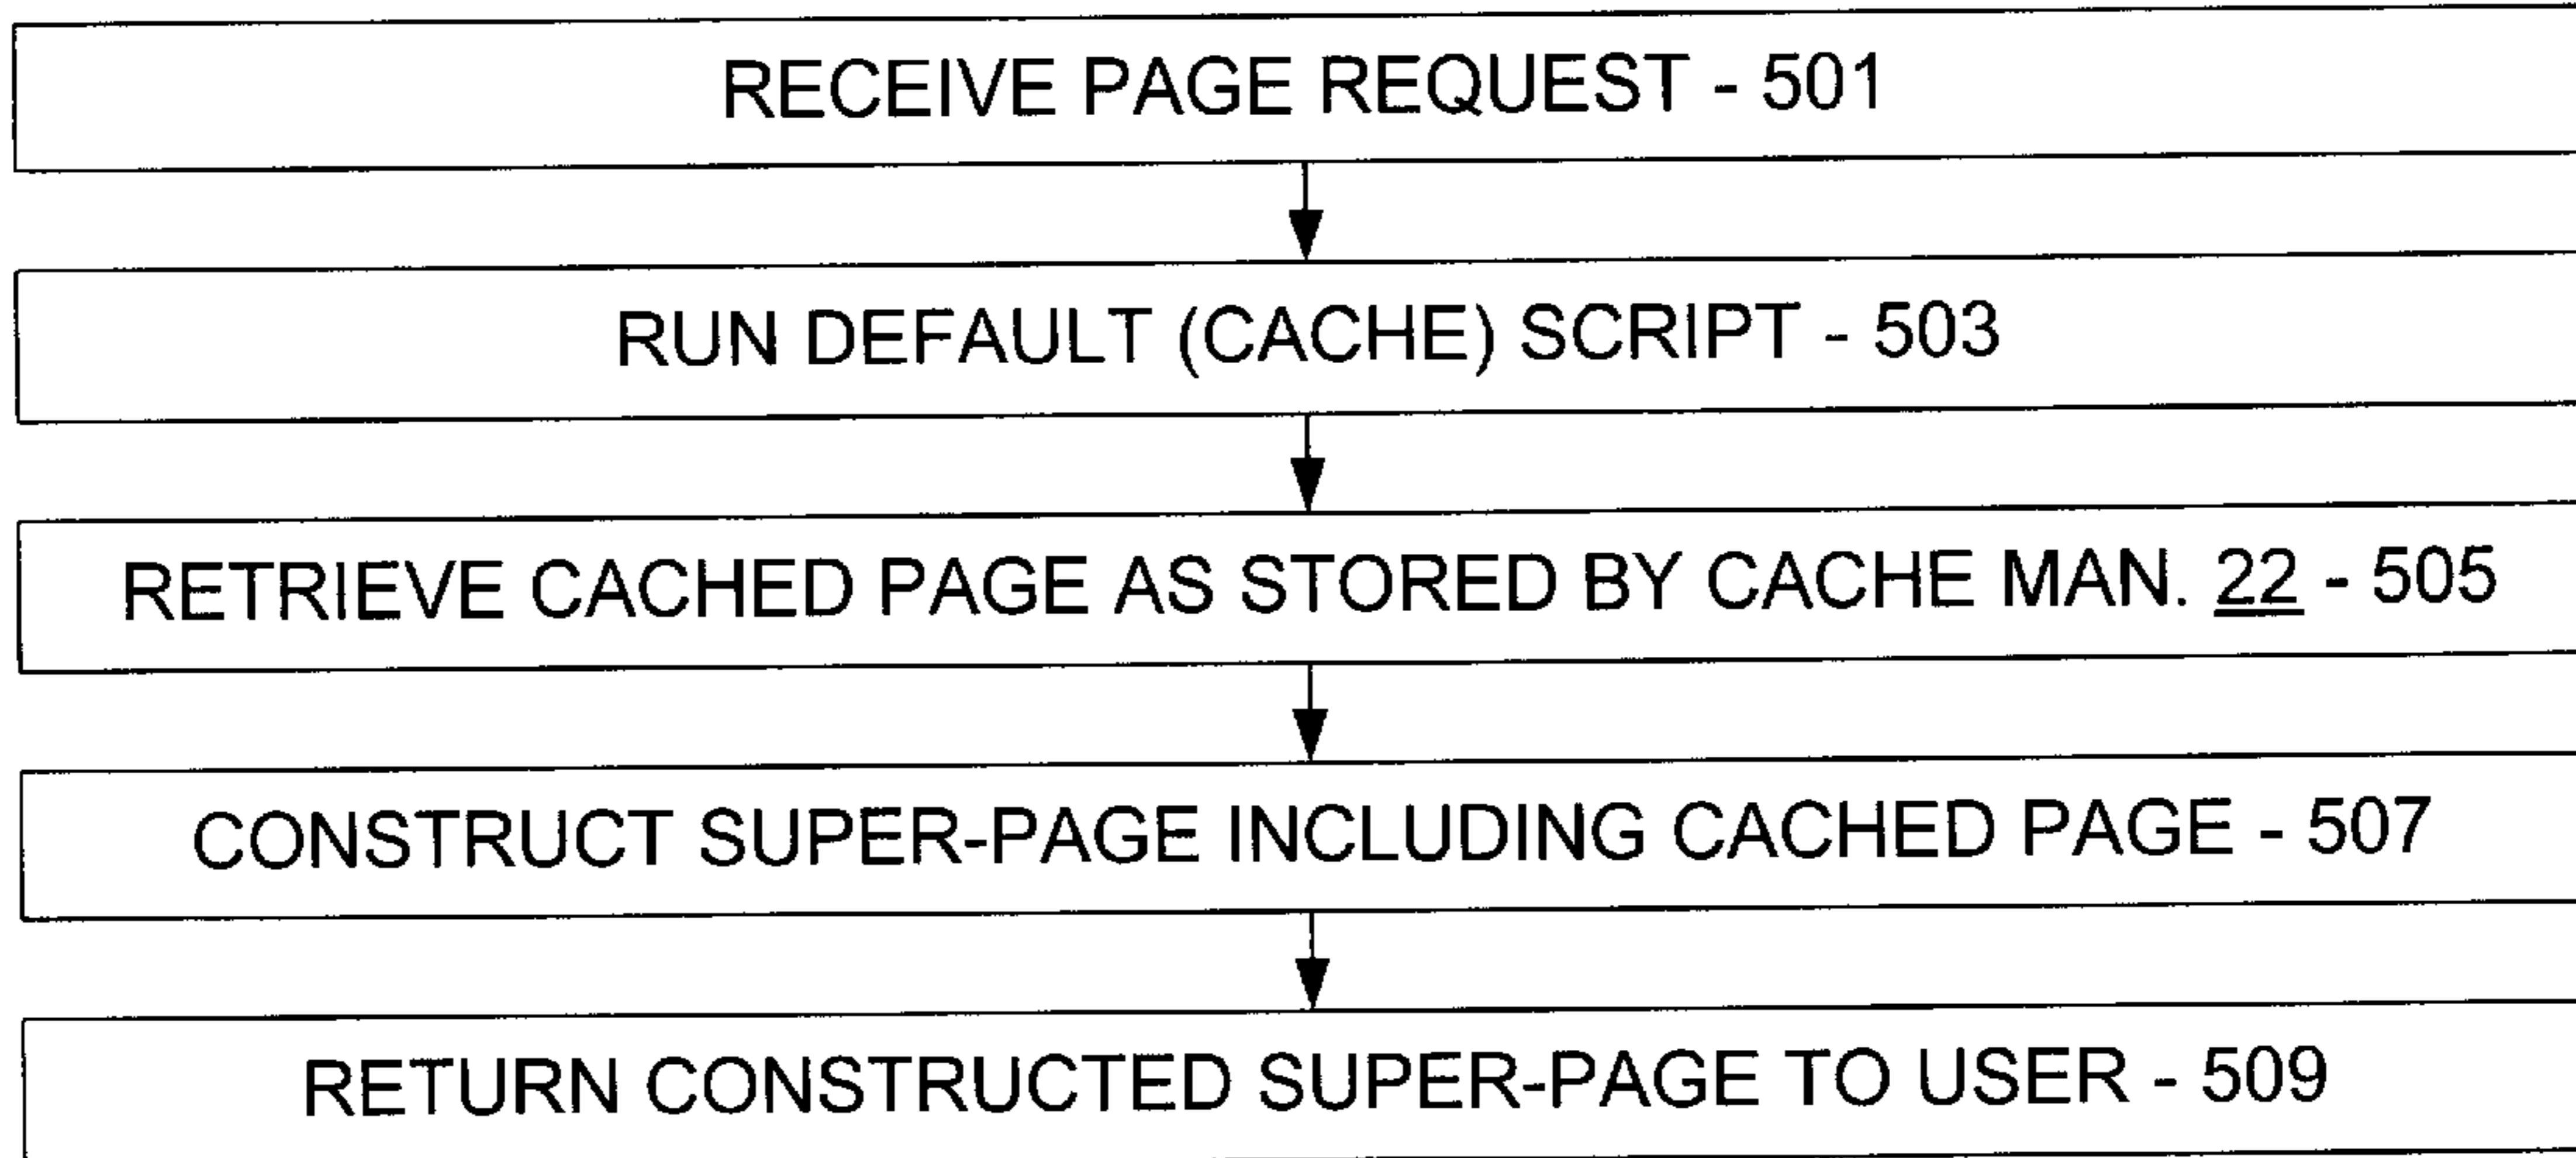 RECEIVE PAGE REQUEST - 501
RUN DEFAULT (CACHE) SCRIPT - 503
RETRIEVE CACHED PAGE AS STORED BY CACHE MAN. 22 - 505
CONSTRUCT SUPER-PAGE INCLUDING CACHED PAGE - 507
RETURN CONSTRUCTED SUPER-PAGE TO USER - 509